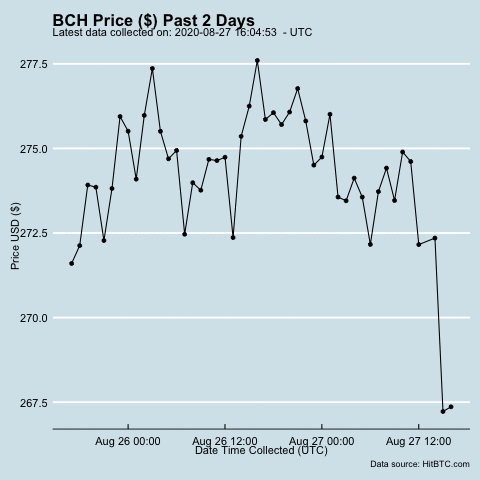 BCH Price ($) Past 2 Days
Latest data collected on: 2020-08-27 16:04:53 - UTC
277.5
275.0
272.5
270.0
267.5
Price USD ($)
Aug 26 00:00 Aug 26 12:00 Aug 27 00:00 Aug 27 12:00
Date Time Collected (UTC)
Data source: HitBTC.com